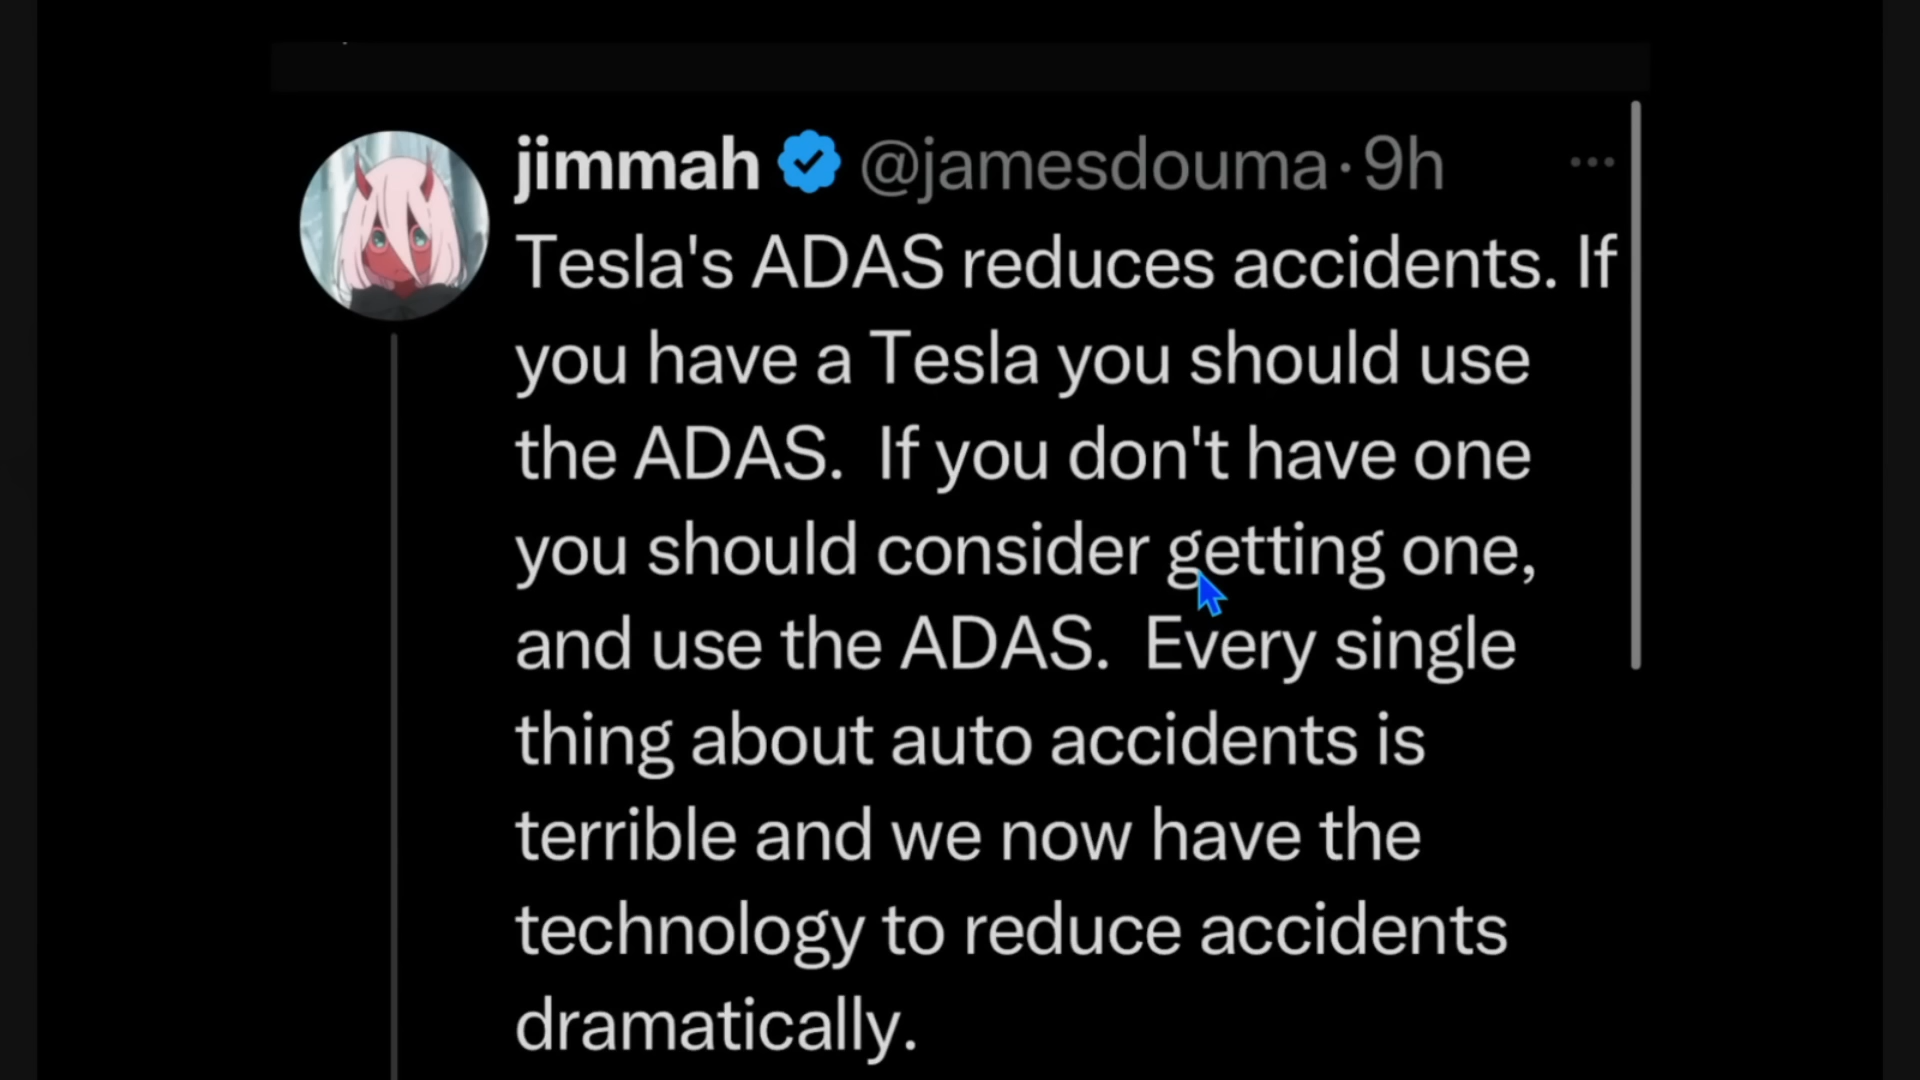 jimmah @jamesdouma · 9h
Tesla's ADAS reduces accidents. If
you have a Tesla you should use
the ADAS.  If you don't have one
you should consider getting one,
and use the ADAS.  Every single
thing about auto accidents is
terrible and we now have the
technology to reduce accidents
dramatically.